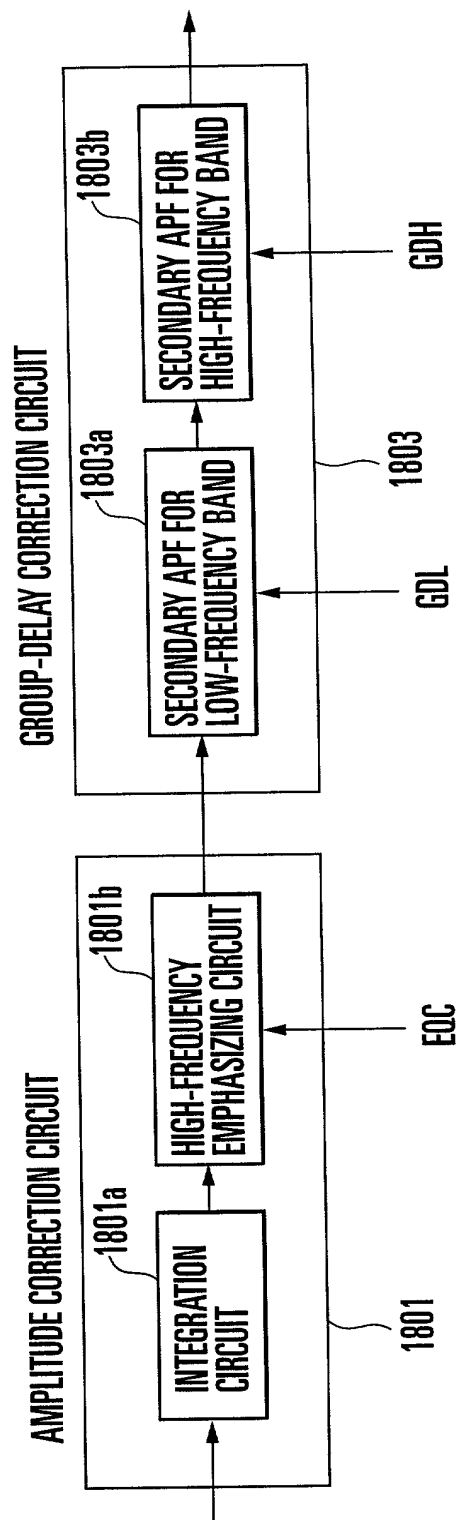 AMPLITUDE CORRECTION CIRCUIT
1801a
INTEGRATION
CIRCUIT
1801b
HIGH-FREQUENCY
EMPHASIZING CIRCUIT
EQC
1801
GROUP-DELAY CORRECTION CIRCUIT
1803a
SECONDARY APF FOR
LOW-FREQUENCY BAND
GDL
1803b
SECONDARY APF FOR
HIGH-FREQUENCY BAND
GDH
1803